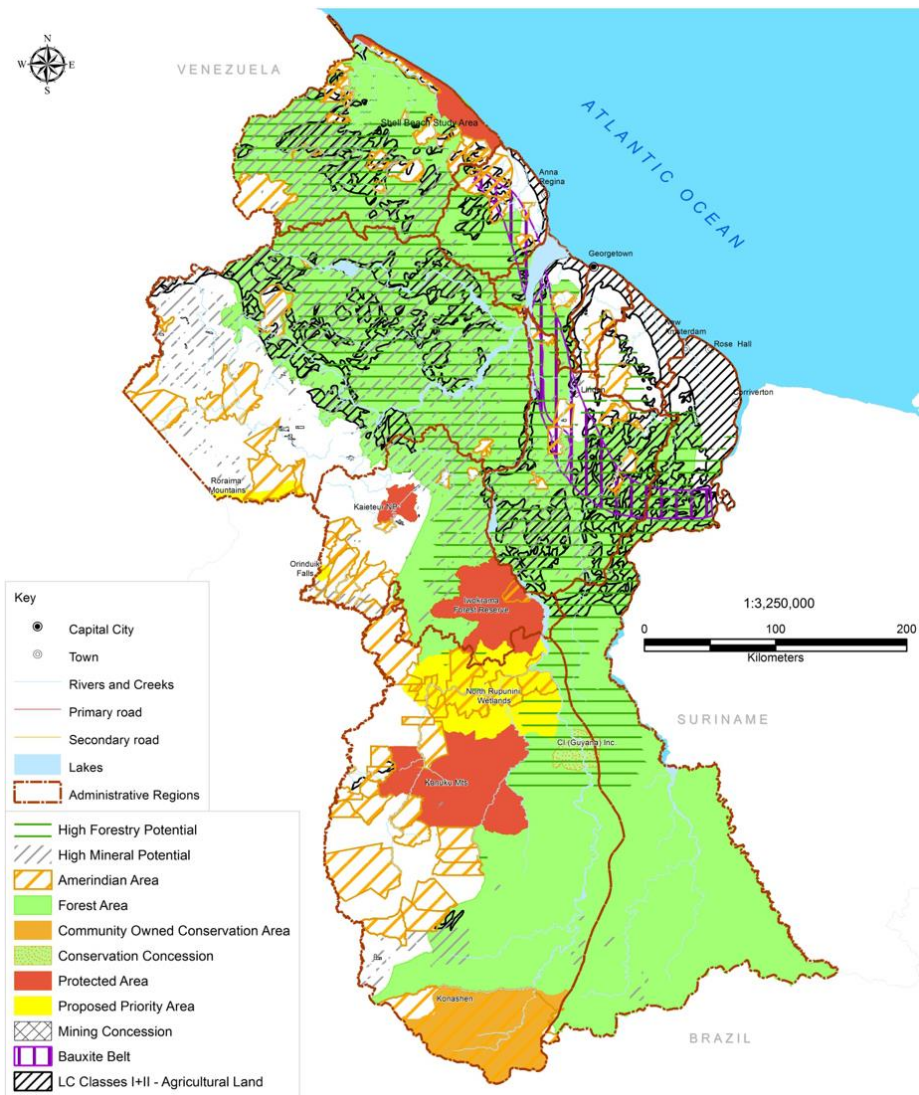 N
W
E
S
VENEZUELA
ATLANTIC OCEAN
Shell Beach Study Area
Anna
Regina
Georgetown
New
Amsterdam
Rose Hall
Corriverton
Linden
Roraima
Mountains
Kaieteur NP
Orinduik
Falls
Iwokrama
Forest Reserve
North Rupunini
Wetlands
CI (Guyana) Inc.
Kanuku Mts
Konashen
SURINAME
BRAZIL
1:3,250,000
0 100 200
Kilometers
Key
Capital City
Town
Rivers and Creeks
Primary road
Secondary road
Lakes
Administrative Regions
High Forestry Potential
High Mineral Potential
Amerindian Area
Forest Area
Community Owned Conservation Area
Conservation Concession
Protected Area
Proposed Priority Area
Mining Concession
Bauxite Belt
LC Classes I+II - Agricultural Land